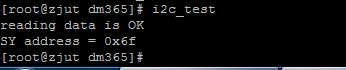 [root@zjut dm365]# i2c_test
reading data is OK
SY address = 0x6f
[root@zjut dm365]#